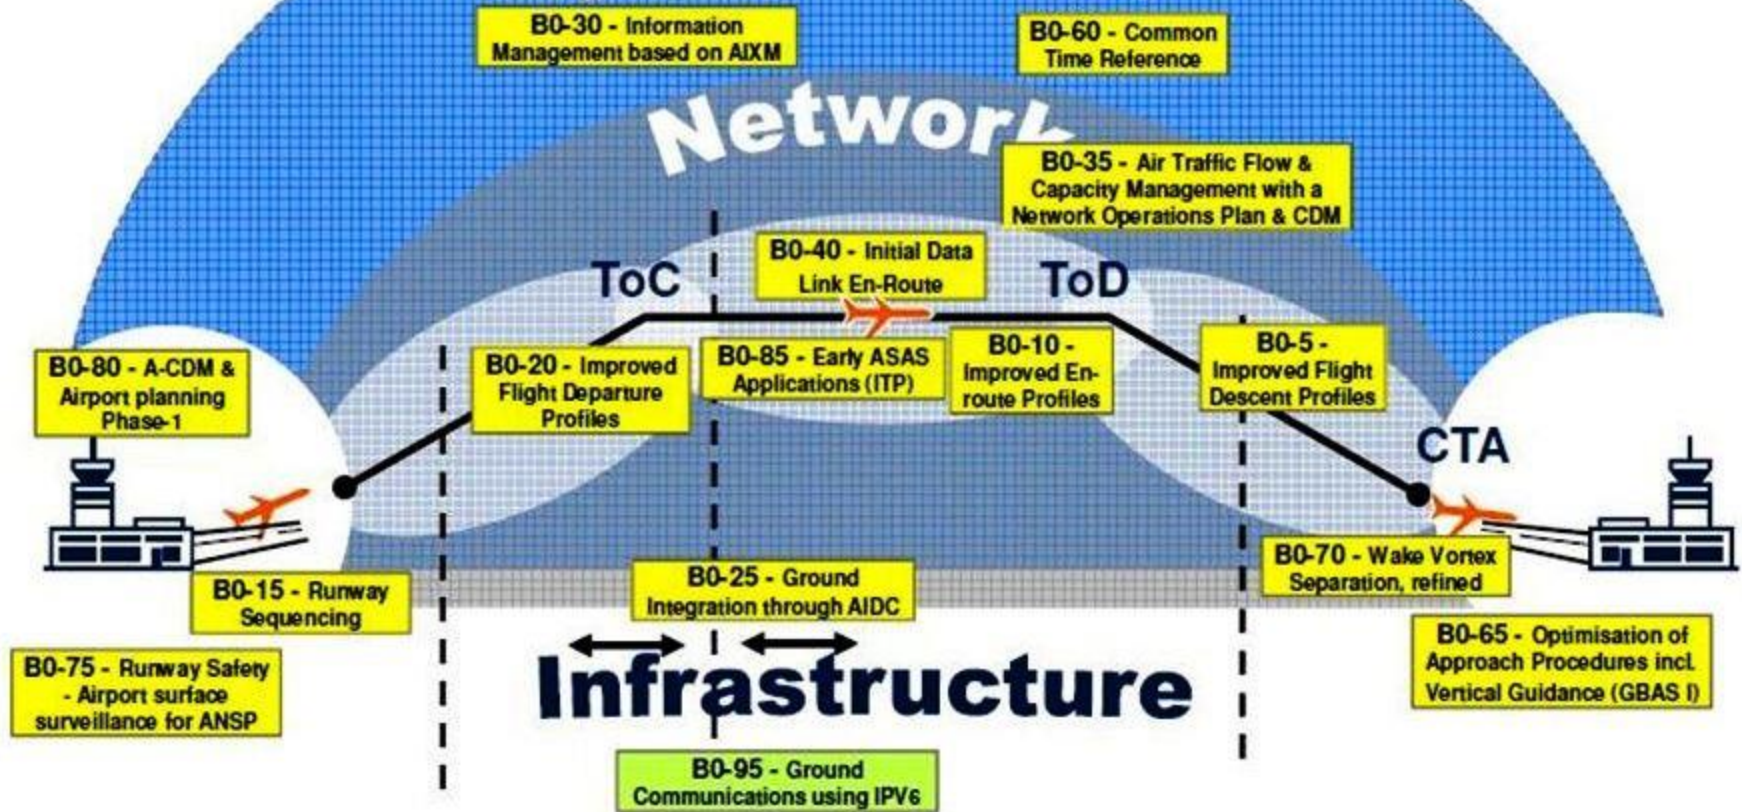 B0-30 - Information
Management based on AIXM
B0-60 - Common
Time Reference
Network
B0-35 - Air Traffic Flow &
Capacity Management with a
Network Operations Plan & CDM
B0-40 - Initial Data
Link En-Route
ToC
ToD
B0-80 - A-CDM &
Airport planning
Phase-1
B0-20 - Improved
Flight Departure
Profiles
B0-85 - Early ASAS
Applications (ITP)
B0-10 -
Improved En-
route Profiles
B0-5 -
Improved Flight
Descent Profiles
CTA
B0-15 - Runway
Sequencing
B0-25 - Ground
Integration through AIDC
B0-70 - Wake Vortex
Separation, refined
B0-75 - Runway Safety
- Airport surface
surveillance for ANSP
Infrastructure
B0-65 - Optimisation of
Approach Procedures incl.
Vertical Guidance (GBAS I)
B0-95 - Ground
Communications using IPV6